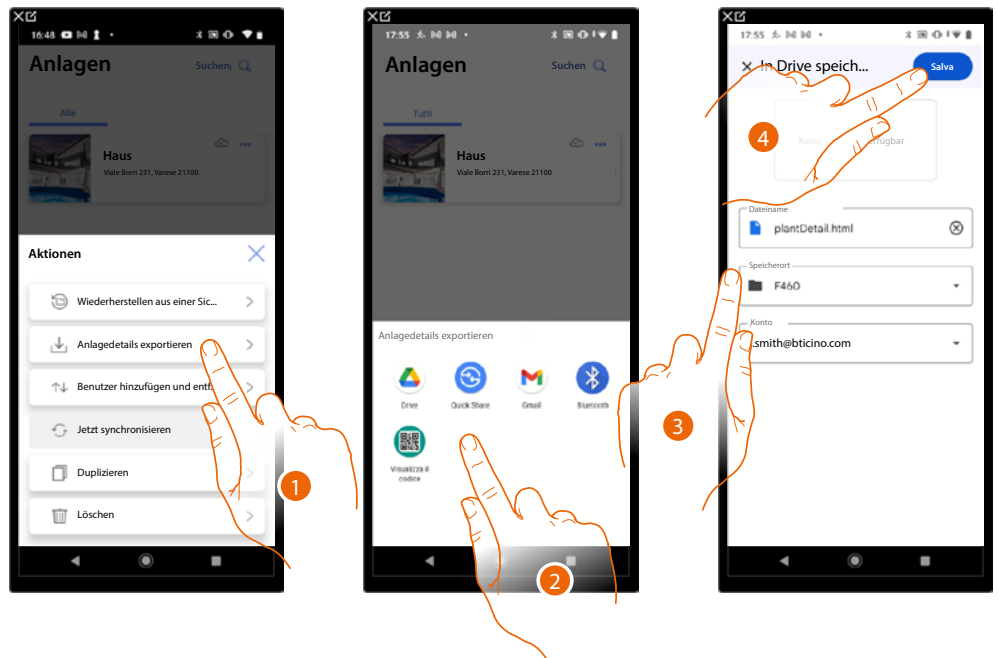 16:48
Anlagen
Suchen
Alle
Haus
Viale Borri 231, Varese 21100
Aktionen
Wiederherstellen aus einer Sic...
Anlagedetails exportieren
Benutzer hinzufügen und entf.
Jetzt synchronisieren
Duplizieren
Löschen
1
17:55
Anlagen
Suchen
Tutti
Haus
Viale Borri 231, Varese 21100
Anlagedetails exportieren
Drive
Quick Share
Gmail
Bluetooth
Visualizza il
codice
2
17:55
In Drive speich...
Salva
4
Dateiname
plantDetail.html
Speicherort
F460
Konto
.smith@bticino.com
3